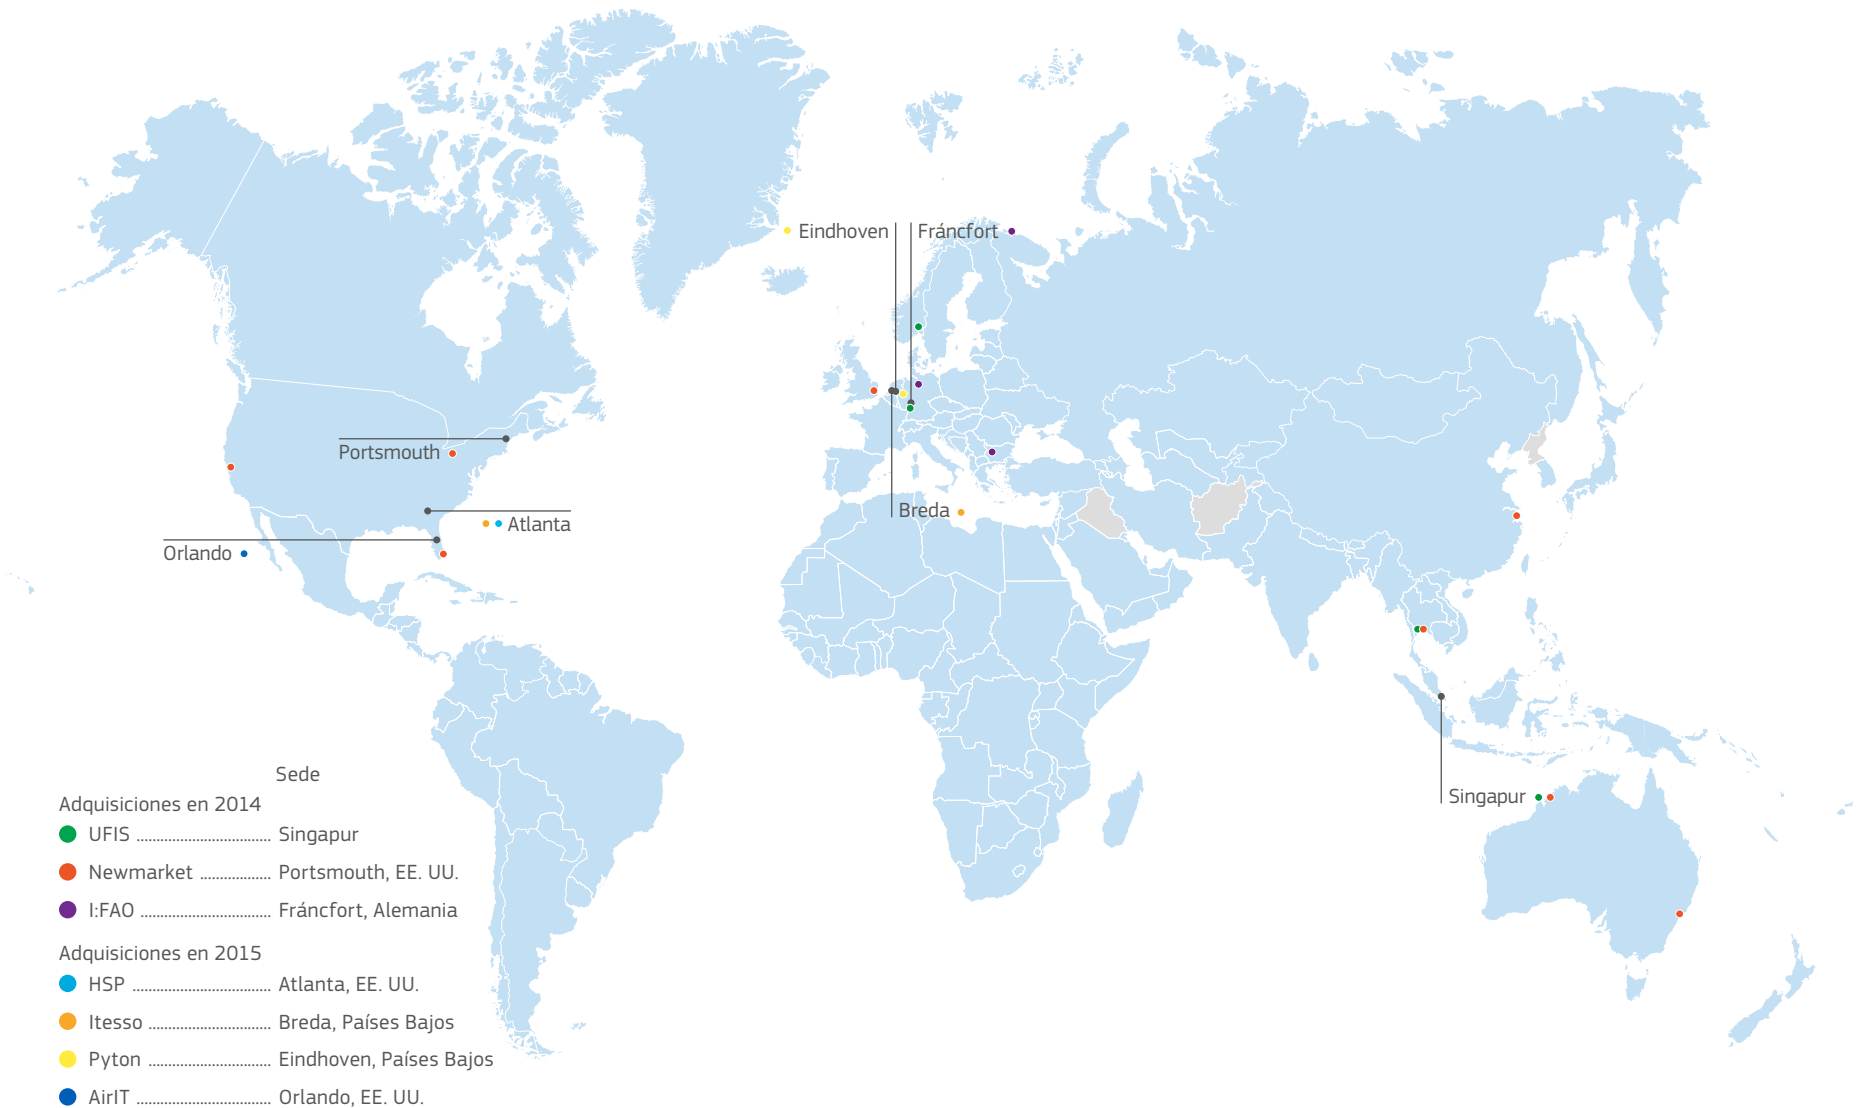 Eindhoven
Fráncfort
Portsmouth
Breda
Atlanta
Orlando
Singapur
Sede
Adquisiciones en 2014
UFIS .................................. Singapur
Newmarket .................. Portsmouth, EE. UU.
I:FAO ................................. Fráncfort, Alemania
Adquisiciones en 2015
HSP ................................... Atlanta, EE. UU.
Itesso ............................... Breda, Países Bajos
Pyton ............................... Eindhoven, Países Bajos
AirIT .................................. Orlando, EE. UU.